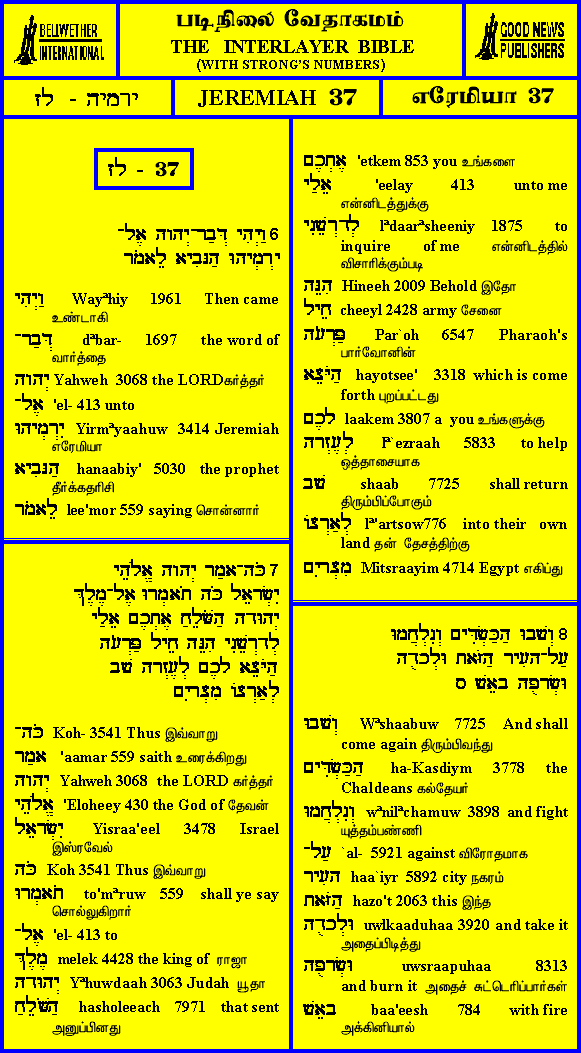 BELLWETHER
INTERNATIONAL
படிநிலை வேதாகமம்
THE INTERLAYER BIBLE
(WITH STRONG'S NUMBERS)
GOOD NEWS
PUBLISHERS
ירמיה - לז
JEREMIAH 37
எரேமியா 37
לז - 37
6 וַיְהִי דְּבַר־יְהוָה אֶל־
יִרְמְיָהוּ הַנָּבִיא לֵאמֹר
וַיְהִי Wayªhiy 1961 Then came
உண்டாகி
דְּבַר־ dªbar- 1697 the word of
வார்த்தை
יְהוָה Yahweh 3068 the LORDகர்த்தர்
אֶל־ 'el- 413 unto
יִרְמְיָהוּ Yirmªyaahuw 3414 Jeremiah
எரேமியா
הַנָּבִיא hanaabiy' 5030 the prophet
தீர்க்கதரிசி
לֵאמֹר lee'mor 559 saying சொன்னார்
7 כֹּה־אָמַר יְהוָה אֱלֹהֵי
יִשְׂרָאֵל כֹּה תֹאמְרוּ אֶל־מֶלֶךְ
יְהוּדָה הַשֹּׁלֵחַ אֶתְכֶם אֵלַי
לְדָרְשֵׁנִי הִנֵּה חֵיל פַּרְעֹה
הַיֹּצֵא לָכֶם לְעֶזְרָה שָׁב
לְאַרְצוֹ מִצְרָיִם
כֹּה־ Koh- 3541 Thus இவ்வாறு
אָמַר 'aamar 559 saith உரைக்கிறது
יְהוָה Yahweh 3068 the LORD கர்த்தர்
אֱלֹהֵי 'Eloheey 430 the God of தேவன்
יִשְׂרָאֵל Yisraa'eel 3478 Israel
இஸ்ரவேல்
כֹּה Koh 3541 Thus இவ்வாறு
תֹאמְרוּ to'mªruw 559 shall ye say
சொல்லுகிறார்
אֶל־ 'el- 413 to
מֶלֶךְ melek 4428 the king of ராஜா
יְהוּדָה Yªhuwdaah 3063 Judah யூதா
הַשֹּׁלֵחַ hasholeeach 7971 that sent
அனுப்பினது
אֶתְכֶם 'etkem 853 you உங்களை
אֵלַי 'eelay 413 unto me
என்னிடத்துக்கு
לְדָרְשֵׁנִי lªdaarªsheeniy 1875 to
inquire of me என்னிடத்தில்
விசாரிக்கும்படி
הִנֵּה Hineeh 2009 Behold இதோ
חֵיל cheeyl 2428 army சேனை
פַּרְעֹה Par`oh 6547 Pharaoh's
பார்வோனின்
הַיֹּצֵא hayotsee' 3318 which is come
forth புறப்பட்டது
לָכֶם laakem 3807 a you உங்களுக்கு
לְעֶזְרָה lª`ezraah 5833 to help
ஒத்தாசையாக
שָׁב shaab 7725 shall return
திரும்பிப்போகும்
לְאַרְצוֹ lª'artsow776 into their own
land தன் தேசத்திற்கு
מִצְרָיִם Mitsraayim 4714 Egypt எகிப்து
8 וְשָׁבוּ הַכַּשְׂדִּים וְנִלְחֲמוּ
עַל־הָעִיר הַזֹּאת וּלְכָדֻהָ
וּשְׂרָפֻהָ בָאֵשׁ ס
וְשָׁבוּ Wªshaabuw 7725 And shall
come again திரும்பிவந்து
הַכַּשְׂדִּים ha-Kasdiym 3778 the
Chaldeans கல்தேயர்
וְנִלְחֲמוּ wªnilªchamuw 3898 and fight
யுத்தம்பண்ணி
עַל־ `al- 5921 against விரோதமாக
הָעִיר haa`iyr 5892 city நகரம்
הַזֹּאת hazo't 2063 this இந்த
וּלְכָדֻהָ uwlkaaduhaa 3920 and take it
அதைப்பிடித்து
וּשְׂרָפֻהָ uwsraapuhaa 8313
and burn it அதைச் சுட்டெரிப்பார்கள்
בָאֵשׁ baa'eesh 784 with fire
அக்கினியால்